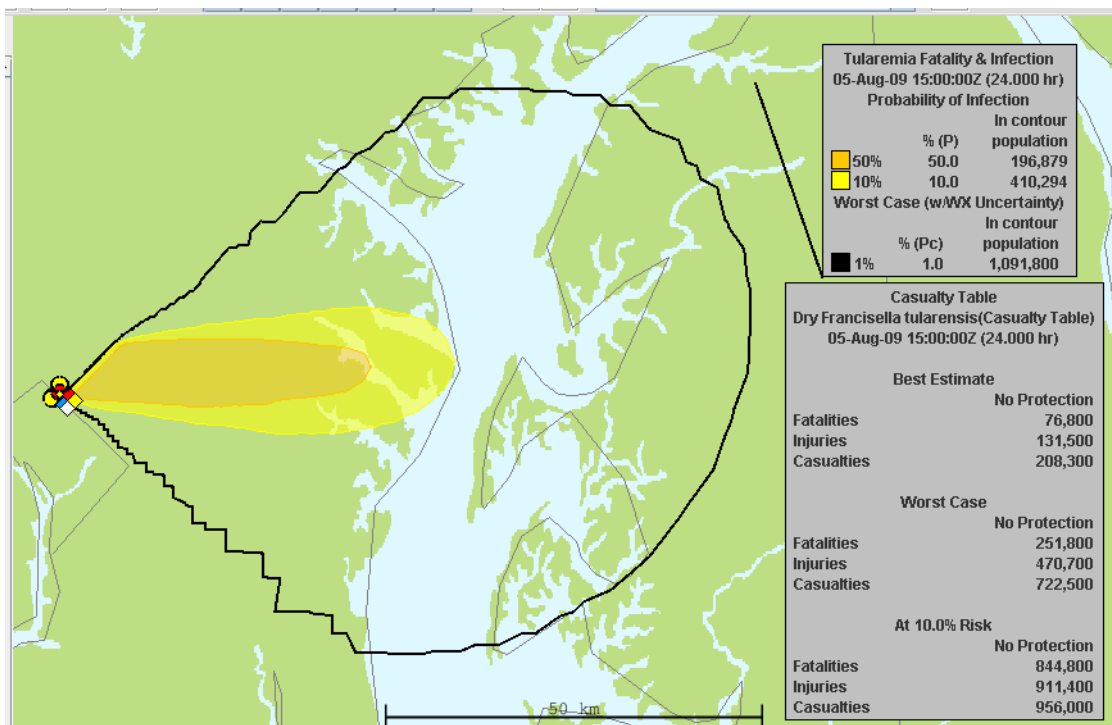 Tularemia Fatality & Infection
05-Aug-09 15:00:00Z (24.000 hr)
Probability of Infection
In contour
% (P) population
50% 50.0 196,879
10% 10.0 410,294
Worst Case (w/WX Uncertainty)
In contour
% (Pc) population
1% 1.0 1,091,800
Casualty Table
Dry Francisella tularensis(Casualty Table)
05-Aug-09 15:00:00Z (24.000 hr)
Best Estimate
No Protection
Fatalities 76,800
Injuries 131,500
Casualties 208,300
Worst Case
No Protection
Fatalities 251,800
Injuries 470,700
Casualties 722,500
At 10.0% Risk
No Protection
Fatalities 844,800
Injuries 911,400
Casualties 956,000
50 km